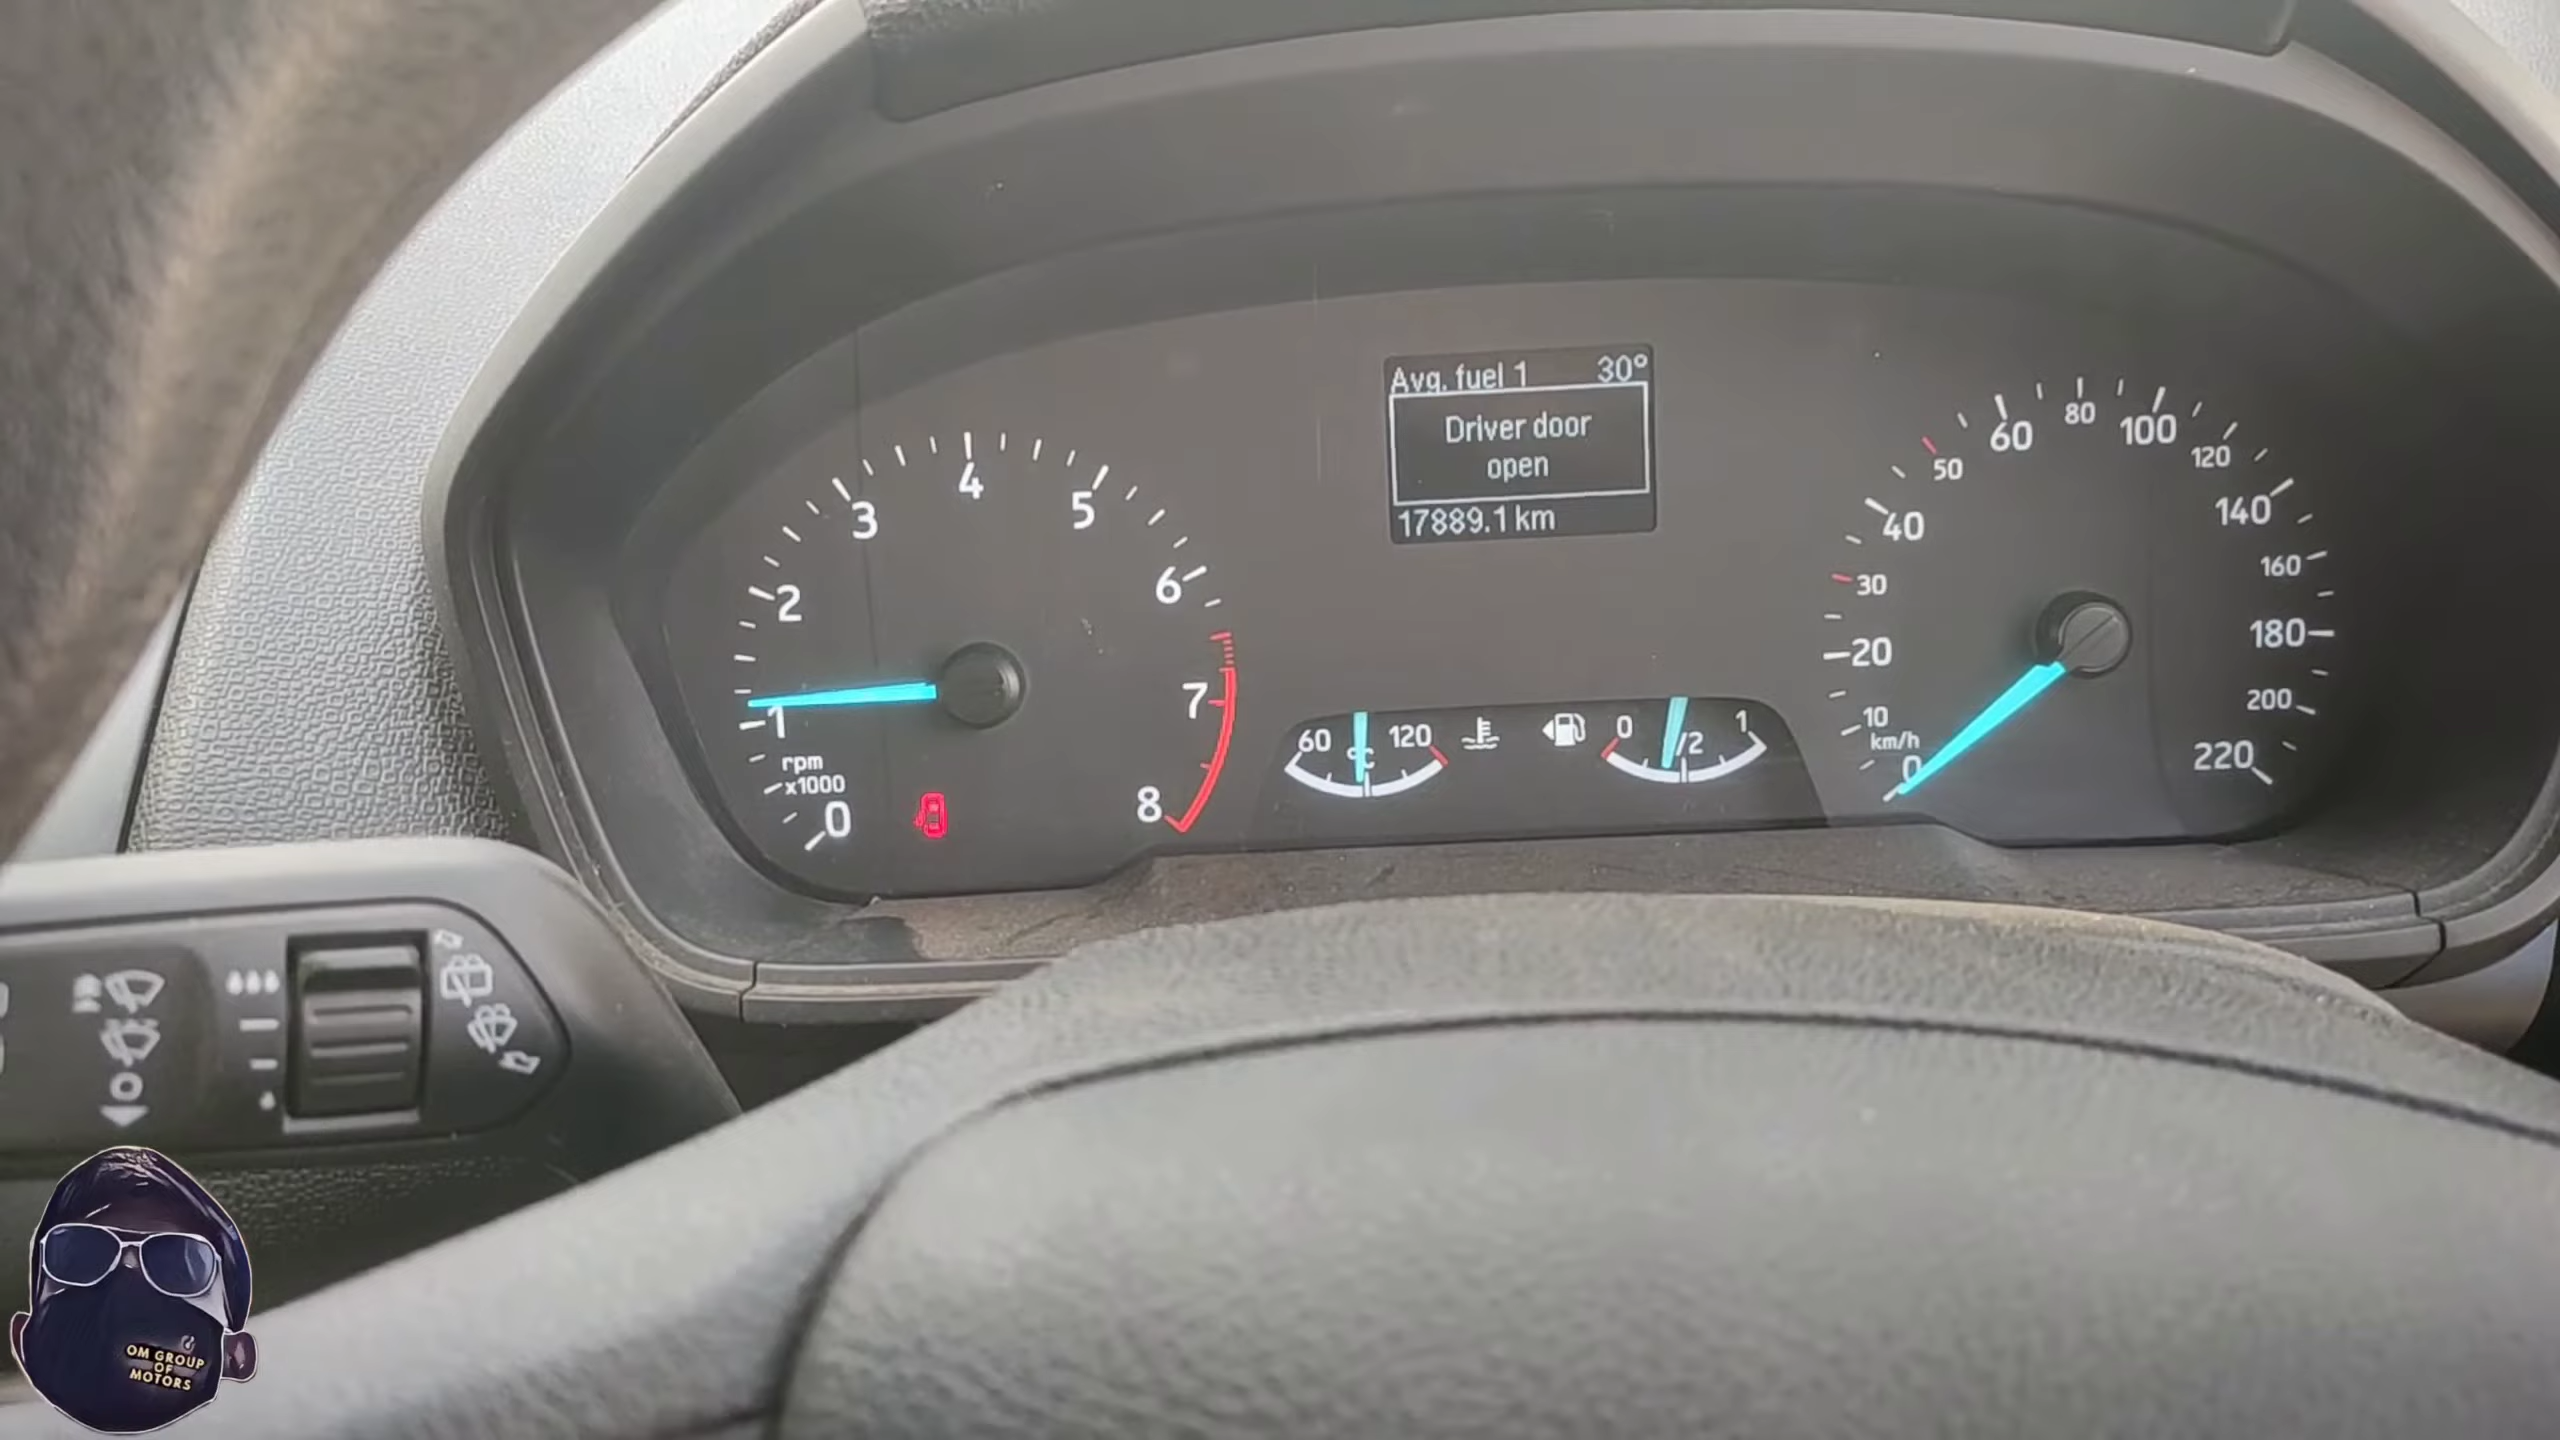 Avg. fuel 1 30°
Driver door
open
17889.1 km
0
1
2
3
4
5
6
7
8
rpm
x1000
60 °C 120
0 1/2 1
0
10
20
30
40
50
60
80
100
120
140
160
180
200
220
km/h
OM GROUP
OF
MOTORS